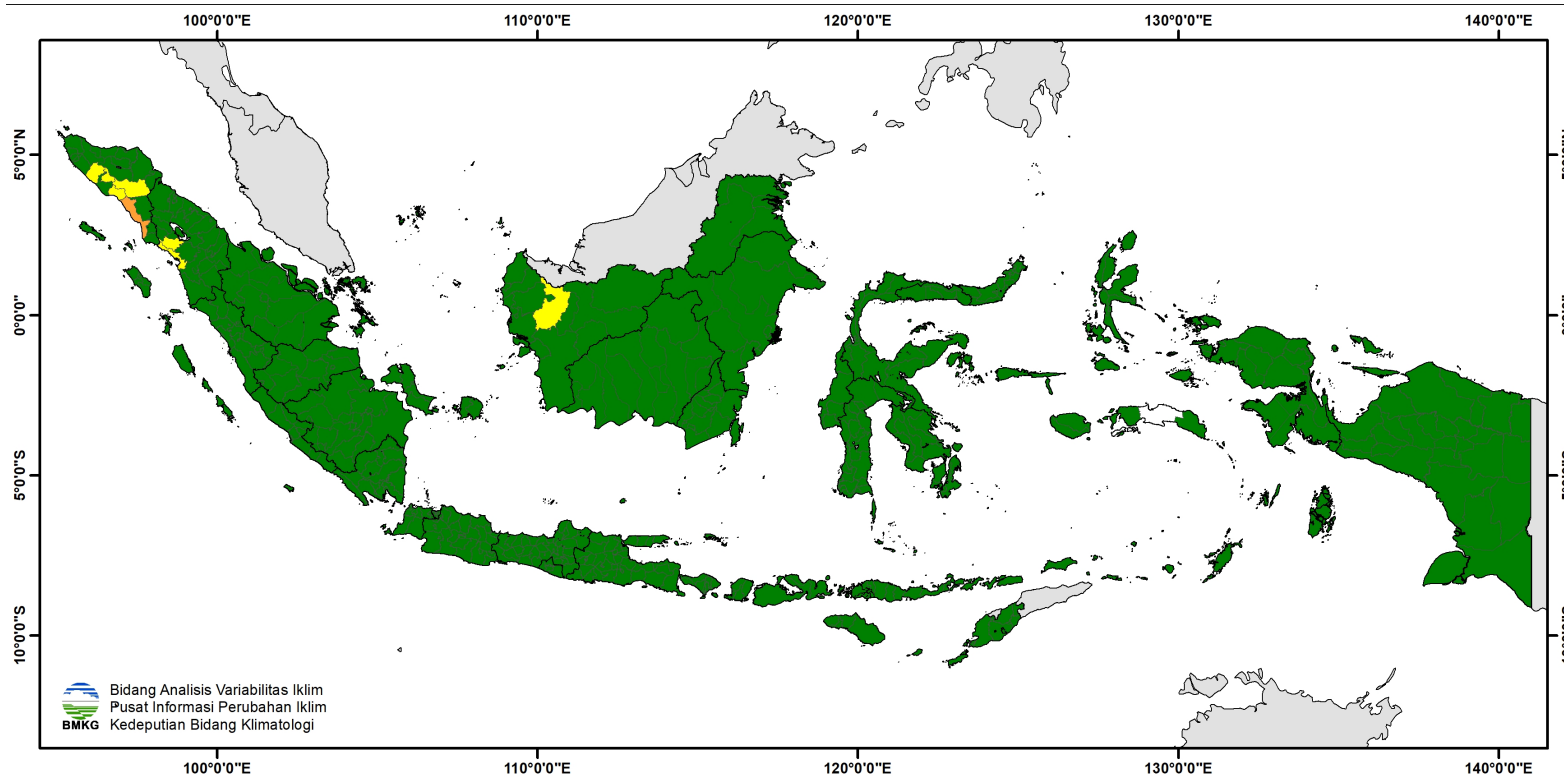 100°0'0"E 110°0'0"E 120°0'0"E 130°0'0"E 140°0'0"E
5°0'0"N
0°0'0"
5°0'0"S
10°0'0"S
Bidang Analisis Variabilitas Iklim
Pusat Informasi Perubahan Iklim
BMKG Kedeputian Bidang Klimatologi
100°0'0"E 110°0'0"E 120°0'0"E 130°0'0"E 140°0'0"E